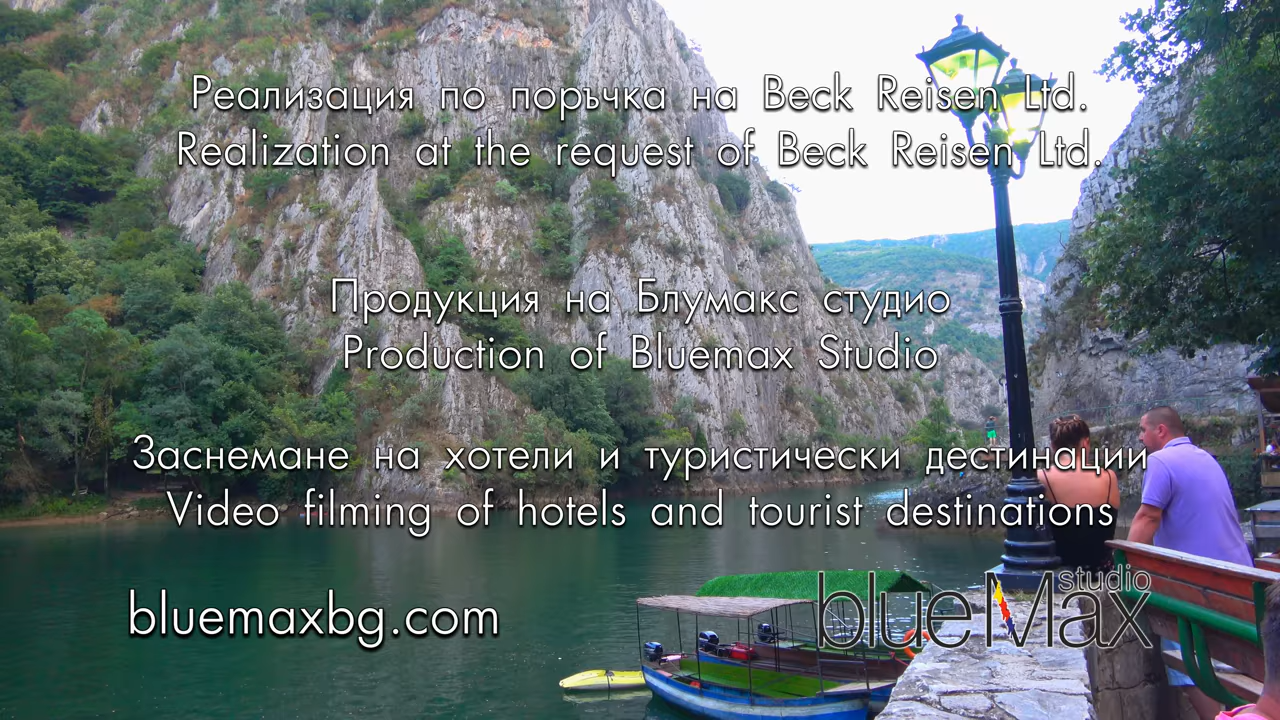 Реализация по поръчка на Beck Reisen Ltd.
Realization at the request of Beck Reisen Ltd.
Продукция на Блумакс студио
Production of Bluemax Studio
Заснемане на хотели и туристически дестинации
Video filming of hotels and tourist destinations
bluemaxbg.com
studio
blueMax